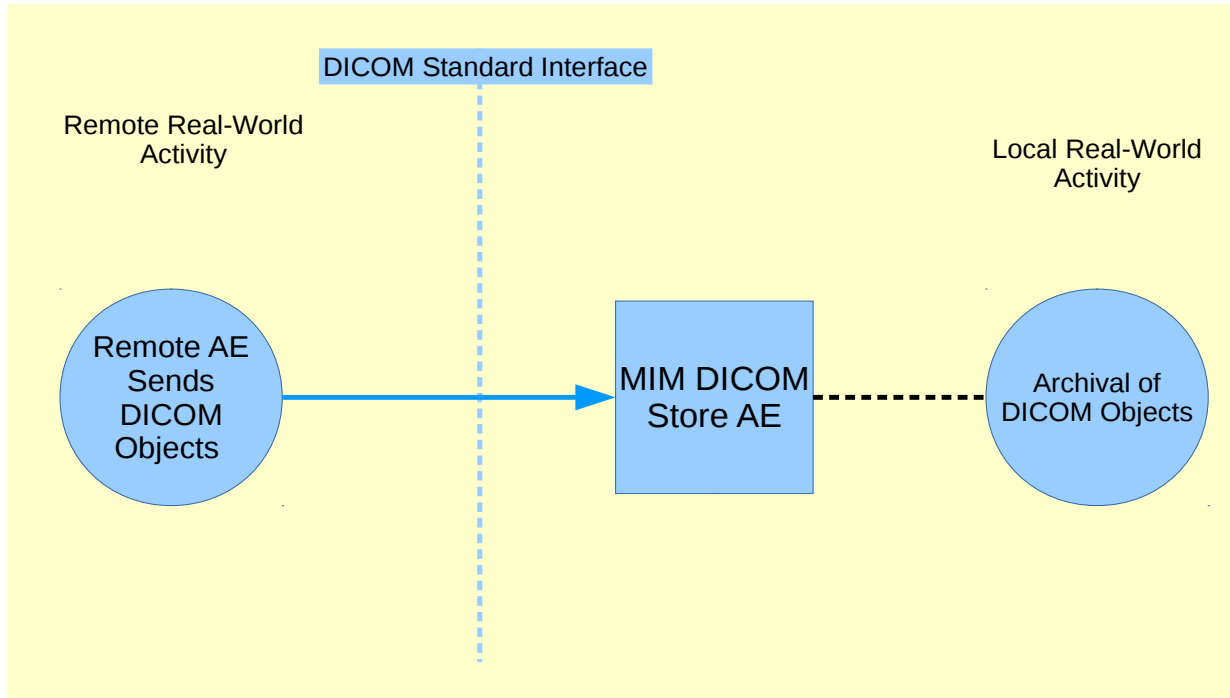 DICOM Standard Interface
Remote Real-World
Activity
Local Real-World
Activity
Remote AE
Sends
DICOM
Objects
MIM DICOM
Store AE
Archival of
DICOM Objects